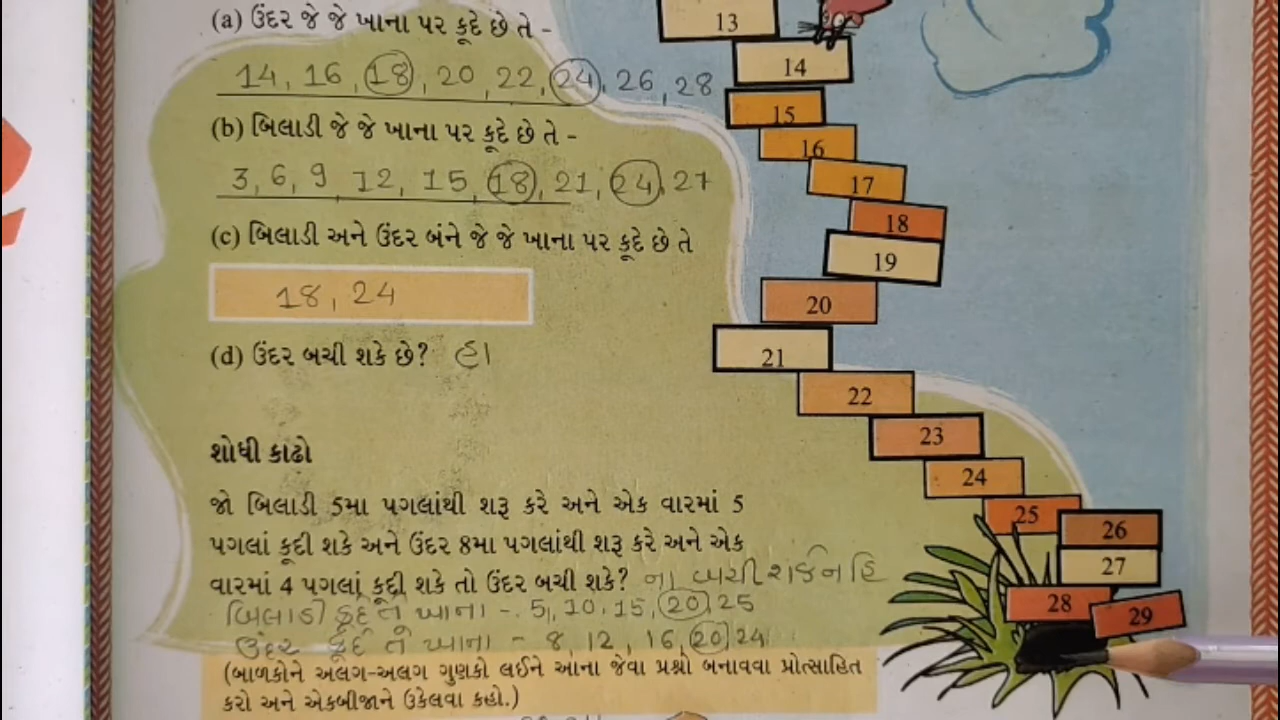 (a) ઉંદર જે જે ખાના પર કૂદે છે તે -
14, 16, 18, 20, 22, 24, 26, 28
(b) બિલાડી જે જે ખાના પર કૂદે છે તે -
3, 6, 9, 12, 15, 18, 21, 24, 27
(c) બિલાડી અને ઉંદર બંને જે જે ખાના પર કૂદે છે તે
18, 24
(d) ઉંદર બચી શકે છે? હા
શોધી કાઢો
જો બિલાડી 5મા પગલાંથી શરૂ કરે અને એક વારમાં 5
પગલાં કૂદી શકે અને ઉંદર 8મા પગલાંથી શરૂ કરે અને એક
વારમાં 4 પગલાં કૂદી શકે તો ઉંદર બચી શકે? ના બચી શકે નહિ
બિલાડી કૂદે તે ખાના - 5, 10, 15, 20, 25
ઉંદર કૂદે તે ખાના - 8, 12, 16, 20 24
(બાળકોને અલગ-અલગ ગુણકો લઈને આના જેવા પ્રશ્નો બનાવવા પ્રોત્સાહિત
કરો અને એકબીજાને ઉકેલવા કહો.)
13
14
15
16
17
18
19
20
21
22
23
24
25
26
27
28
29